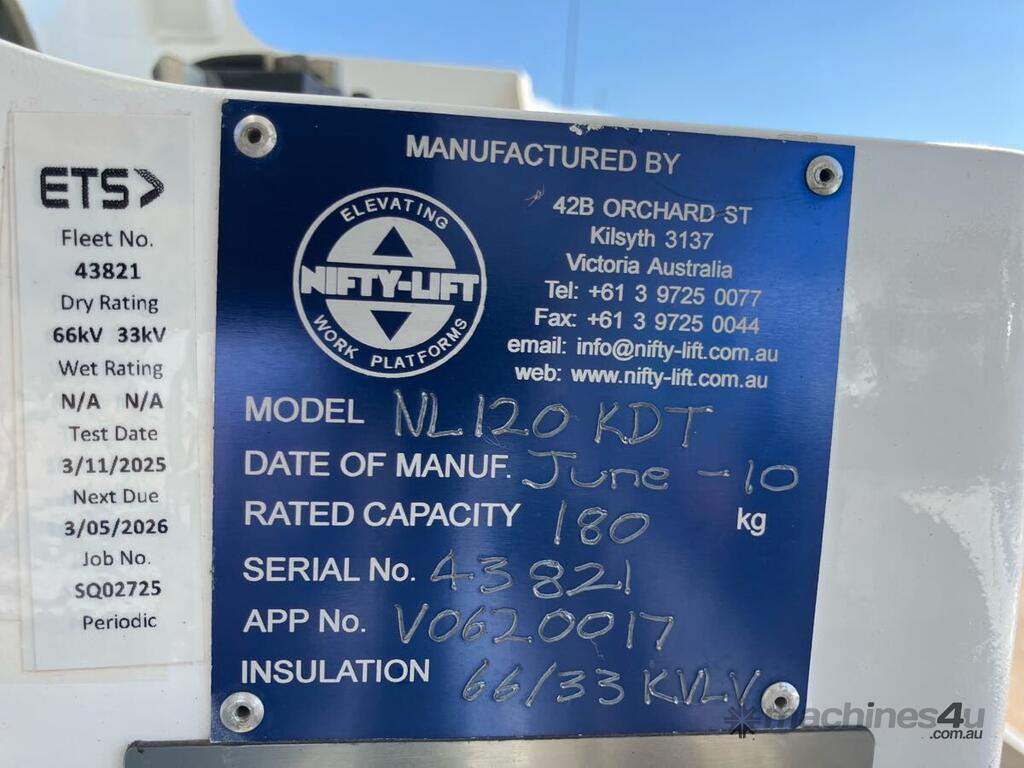 ETS>
Fleet No.
43821
Dry Rating
66kV 33kV
Wet Rating
N/A N/A
Test Date
3/11/2025
Next Due
3/05/2026
Job No.
SQ02725
Periodic
MANUFACTURED BY
ELEVATING
NIFTY-LIFT
WORK PLATFORMS
42B ORCHARD ST
Kilsyth 3137
Victoria Australia
Tel: +61 3 9725 0077
Fax: +61 3 9725 0044
email: info@nifty-lift.com.au
web: www.nifty-lift.com.au
MODEL NL120 KDT
DATE OF MANUF. June -10
RATED CAPACITY 180 kg
SERIAL No. 43821
APP No. V0620017
INSULATION 66/33 KVLV
machines4u
.com.au